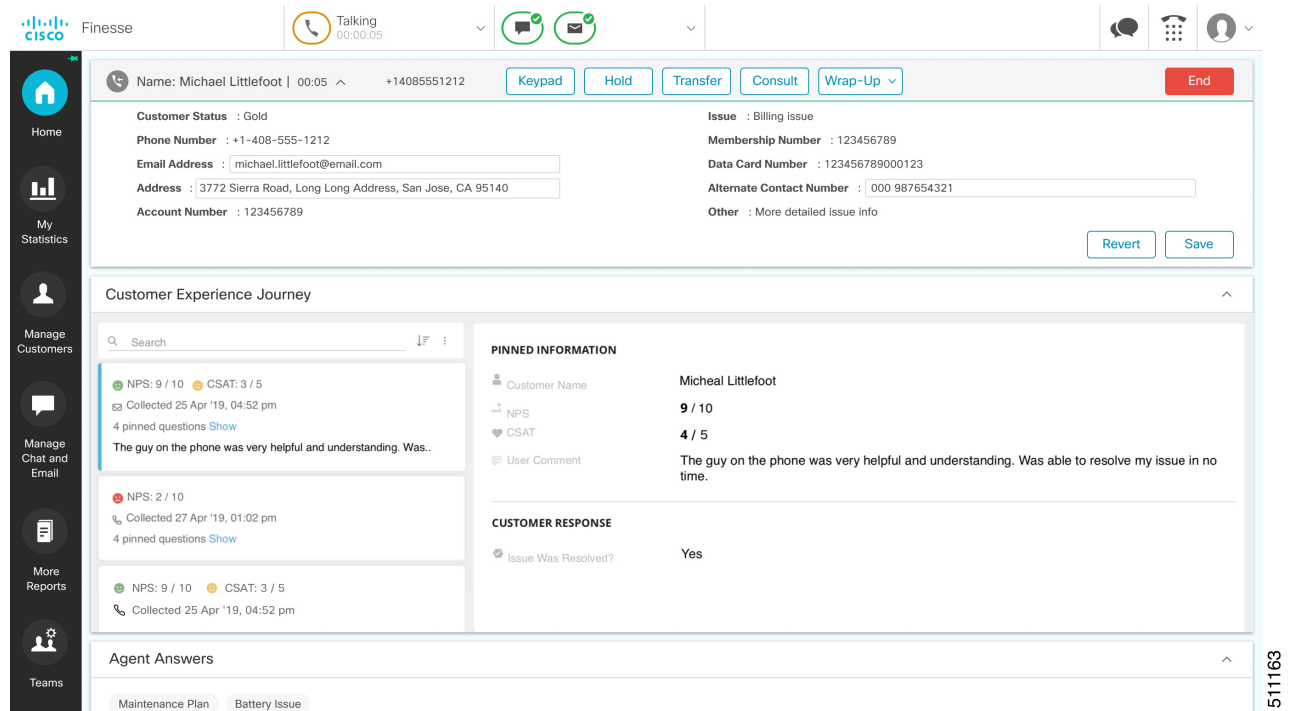 cisco Finesse
Talking
00:00:05
Home
My
Statistics
Manage
Customers
Manage
Chat and
Email
More
Reports
Teams
Name: Michael Littlefoot | 00:05 +14085551212 Keypad Hold Transfer Consult Wrap-Up End
Customer Status : Gold
Phone Number : +1-408-555-1212
Email Address : michael.littlefoot@email.com
Address : 3772 Sierra Road, Long Long Address, San Jose, CA 95140
Account Number : 123456789
Issue : Billing issue
Membership Number : 123456789
Data Card Number : 123456789000123
Alternate Contact Number : 000 987654321
Other : More detailed issue info
Revert Save
Customer Experience Journey
Search
NPS: 9 / 10 CSAT: 3 / 5
Collected 25 Apr '19, 04:52 pm
4 pinned questions Show
The guy on the phone was very helpful and understanding. Was..
NPS: 2 / 10
Collected 27 Apr '19, 01:02 pm
4 pinned questions Show
NPS: 9 / 10 CSAT: 3 / 5
Collected 25 Apr '19, 04:52 pm
PINNED INFORMATION
Customer Name Micheal Littlefoot
NPS 9 / 10
CSAT 4 / 5
User Comment The guy on the phone was very helpful and understanding. Was able to resolve my issue in no
time.
CUSTOMER RESPONSE
Issue Was Resolved? Yes
Agent Answers
Maintenance Plan Battery Issue
511163